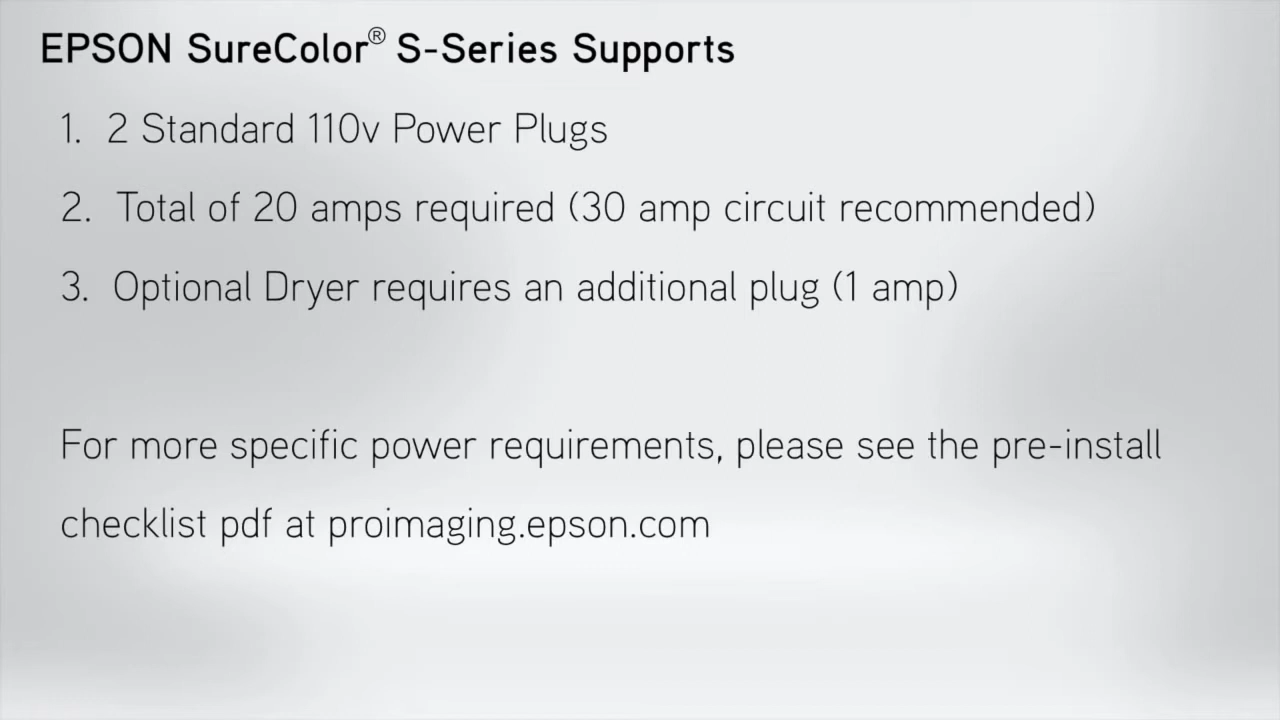 EPSON SureColor® S-Series Supports
1. 2 Standard 110v Power Plugs
2. Total of 20 amps required (30 amp circuit recommended)
3. Optional Dryer requires an additional plug (1 amp)
For more specific power requirements, please see the pre-install
checklist pdf at proimaging.epson.com